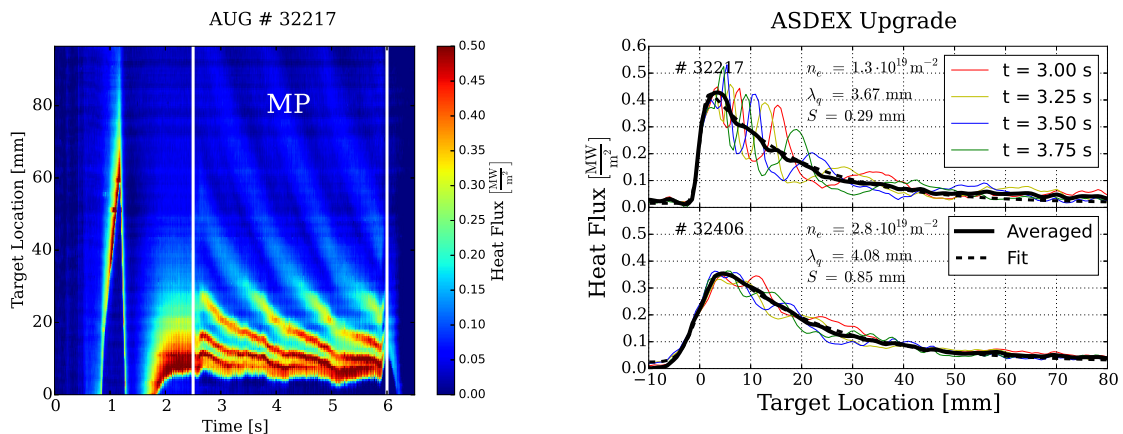 AUG # 32217
MP
Target Location [mm]
0
20
40
60
80
0 1 2 3 4 5 6
Time [s]
0.50
0.45
0.40
0.35
0.30
0.25
0.20
0.15
0.10
0.05
0.00
Heat Flux [MW/m²]
ASDEX Upgrade
Heat Flux [MW/m²]
0.6
0.5
0.4
0.3
0.2
0.1
0.0
# 32217
n_e = 1.3·10¹⁹ m⁻²
λ_q = 3.67 mm
S = 0.29 mm
t = 3.00 s
t = 3.25 s
t = 3.50 s
t = 3.75 s
0.5
0.4
0.3
0.2
0.1
0.0
# 32406
n_e = 2.8·10¹⁹ m⁻²
λ_q = 4.08 mm
S = 0.85 mm
Averaged
Fit
−10 0 10 20 30 40 50 60 70 80
Target Location [mm]